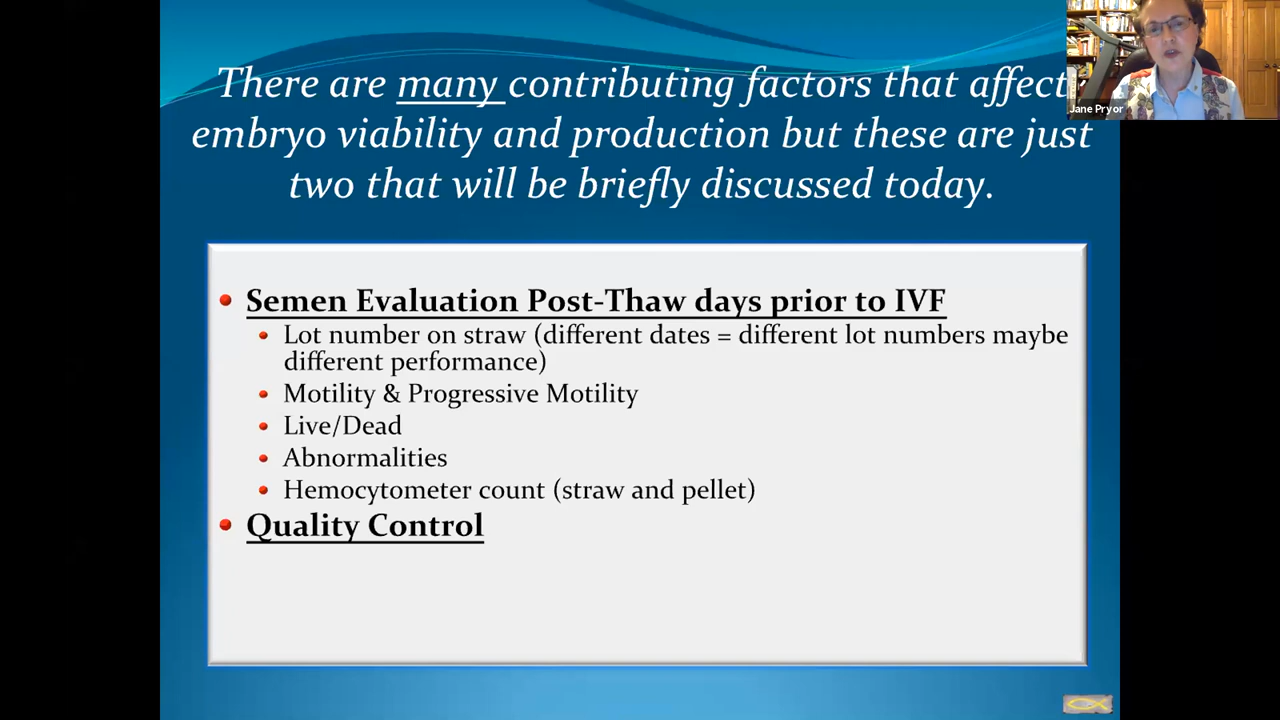 There are many contributing factors that affect
embryo viability and production but these are just
two that will be briefly discussed today.
Jane Pryor
Semen Evaluation Post-Thaw days prior to IVF
Lot number on straw (different dates = different lot numbers maybe
different performance)
Motility & Progressive Motility
Live/Dead
Abnormalities
Hemocytometer count (straw and pellet)
Quality Control